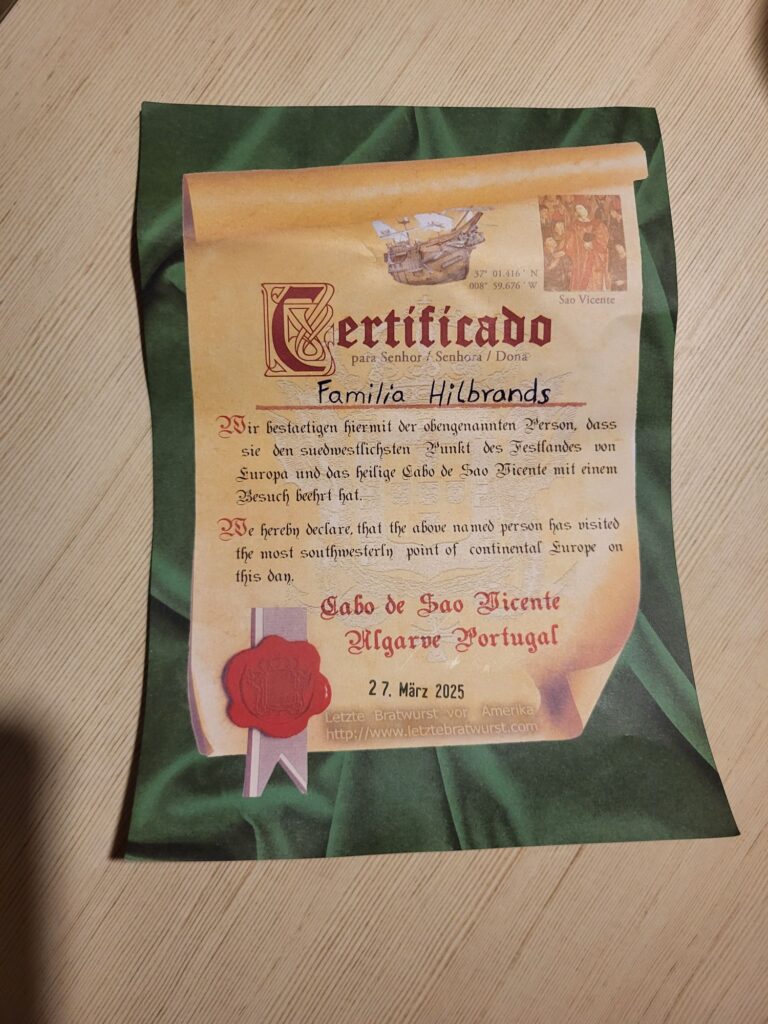 37° 01.416' N
008° 59.676' W
Sao Vicente
Certificado
para Senhor / Senhora / Dona
Familia Hilbrands
Wir bestaetigen hiermit der obengenannten Person, dass
sie den suedwestlichsten Punkt des Festlandes von
Europa und das heilige Cabo de Sao Vicente mit einem
Besuch beehrt hat.
We hereby declare, that the above named person has visited
the most southwesterly point of continental Europe on
this day.
Cabo de Sao Vicente
Algarve Portugal
27. März 2025
Letzte Bratwurst vor Amerika
http://www.letztebratwurst.com